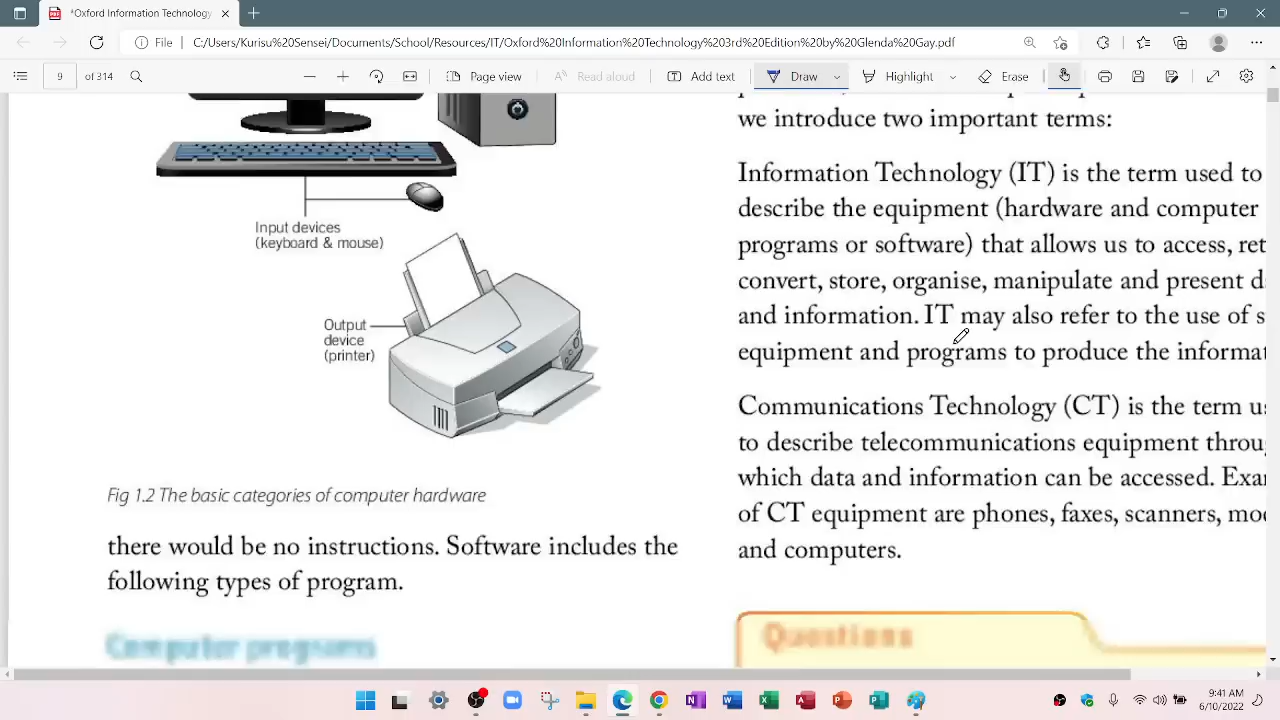 *Oxford Information Technology
File
C:/Users/Kurisu%20Sensei/Documents/School/Resources/IT/Oxford%20Information%20Technology%203rd%20Edition%20by%20Glenda%20Gay.pdf
9 of 314
Page view
Read aloud
Add text
Draw
Highlight
Erase
Input devices
(keyboard & mouse)
Output
device
(printer)
Fig 1.2 The basic categories of computer hardware
there would be no instructions. Software includes the
following types of program.
Computer programs
we introduce two important terms:
Information Technology (IT) is the term used to
describe the equipment (hardware and computer
programs or software) that allows us to access, ret
convert, store, organise, manipulate and present d
and information. IT may also refer to the use of s
equipment and programs to produce the informat
Communications Technology (CT) is the term us
to describe telecommunications equipment throu
which data and information can be accessed. Exa
of CT equipment are phones, faxes, scanners, mo
and computers.
Questions
9:41 AM
6/10/2022